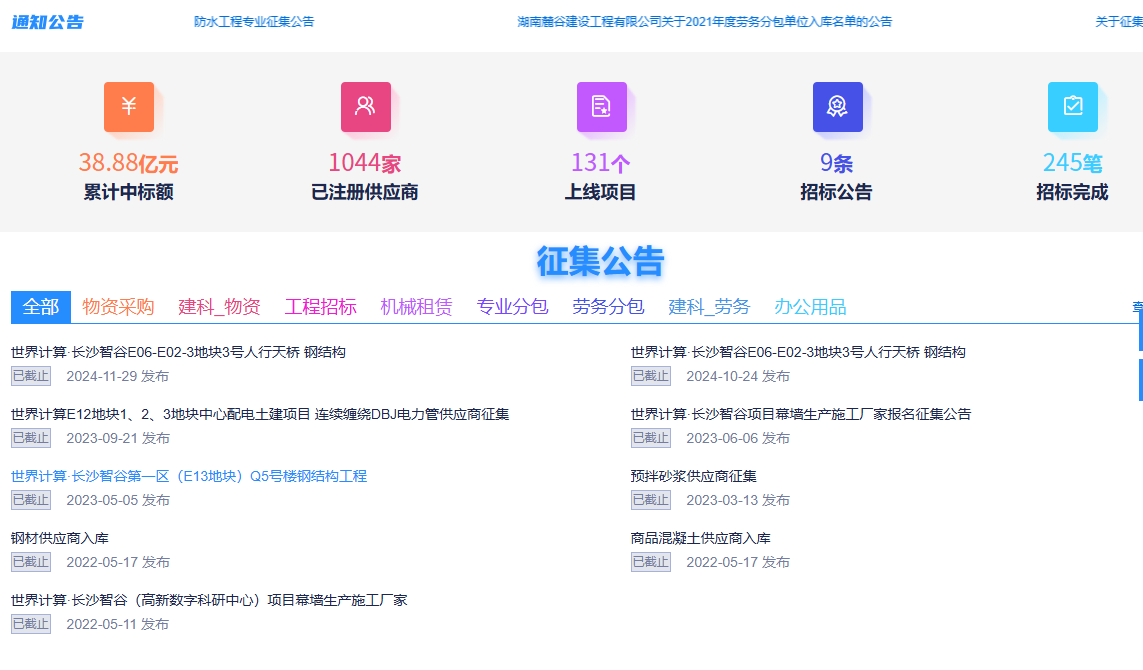 通知公告 防水工程专业征集公告 湖南麓谷建设工程有限公司关于2021年度劳务分包单位入库名单的公告 关于征集
38.88亿元 1044家 131个 9条 245笔
累计中标额 已注册供应商 上线项目 招标公告 招标完成
征集公告
全部 物资采购 建科_物资 工程招标 机械租赁 专业分包 劳务分包 建科_劳务 办公用品
世界计算·长沙智谷E06-E02-3地块3号人行天桥 钢结构
已截止 2024-11-29 发布
世界计算·长沙智谷E06-E02-3地块3号人行天桥 钢结构
已截止 2024-10-24 发布
世界计算E12地块1、2、3地块中心配电土建项目 连续缠绕DBJ电力管供应商征集
已截止 2023-09-21 发布
世界计算·长沙智谷项目幕墙生产施工厂家报名征集公告
已截止 2023-06-06 发布
世界计算·长沙智谷第一区（E13地块）Q5号楼钢结构工程
已截止 2023-05-05 发布
预拌砂浆供应商征集
已截止 2023-03-13 发布
钢材供应商入库
已截止 2022-05-17 发布
商品混凝土供应商入库
已截止 2022-05-17 发布
世界计算·长沙智谷（高新数字科研中心）项目幕墙生产施工厂家
已截止 2022-05-11 发布